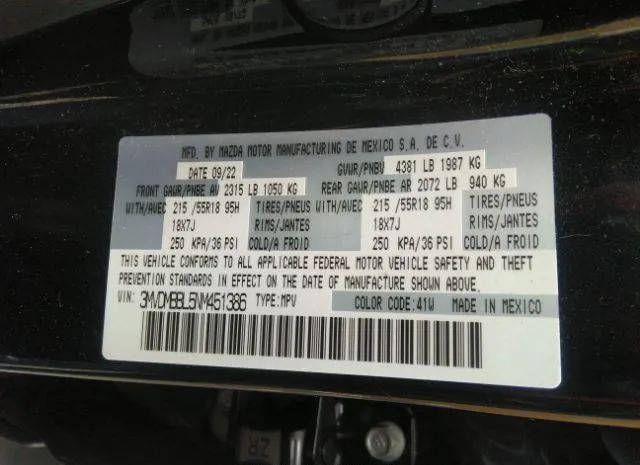 MFD. BY MAZDA MOTOR MANUFACTURING DE MEXICO S.A. DE C.V.
DATE 09/22 GVWR/PNBV 4381 LB 1987 KG
FRONT GAWR/PNBE AV 2315 LB 1050 KG REAR GAWR/PNBE AR 2072 LB 940 KG
WITH/AVEC 215 /55R18 95H TIRES/PNEUS WITH/AVEC 215 /55R18 95H TIRES/PNEUS
18X7J RIMS/JANTES 18X7J RIMS/JANTES
250 KPA/36 PSI COLD/A FROID 250 KPA/36 PSI COLD/A FROID
THIS VEHICLE CONFORMS TO ALL APPLICABLE FEDERAL MOTOR VEHICLE SAFETY AND THEFT
PREVENTION STANDARDS IN EFFECT ON THE DATE OF MANUFACTURE SHOWN ABOVE.
VIN: 3MVDMBBL5NM451386 TYPE:MPV COLOR CODE:41W MADE IN MEXICO
ZR